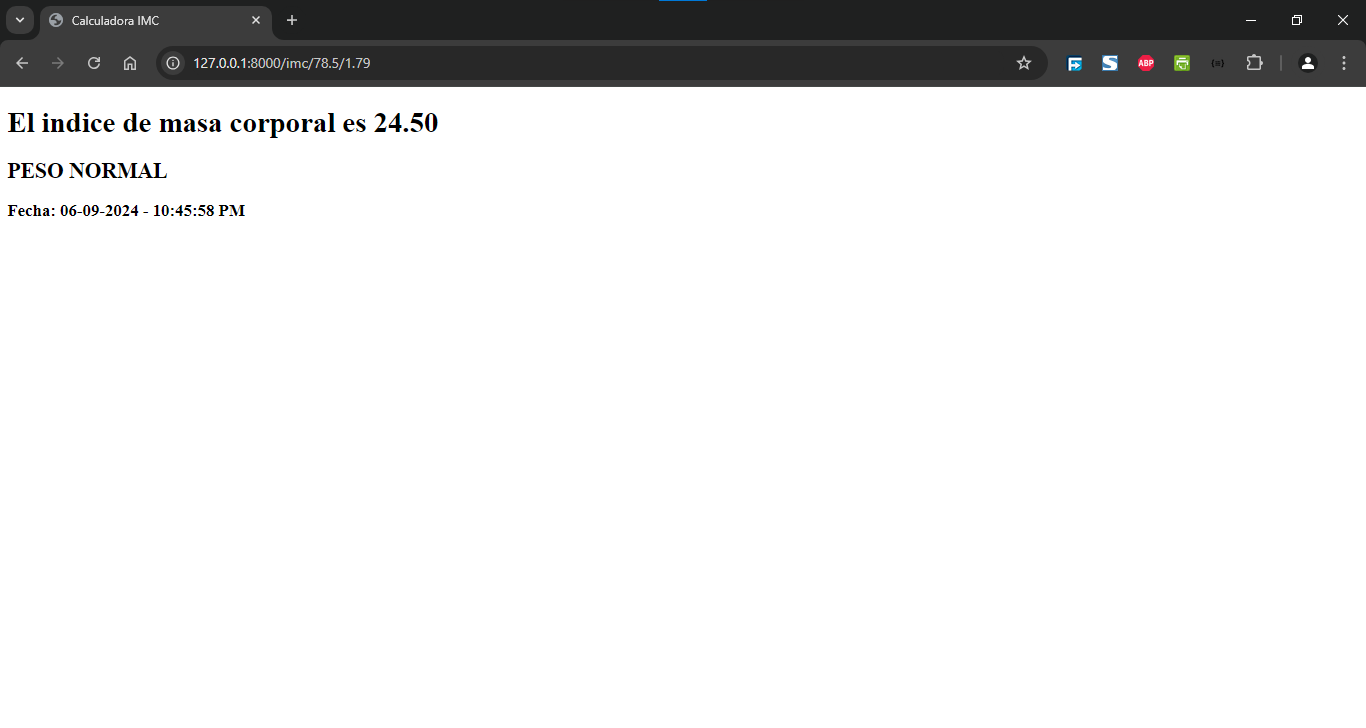 Calculadora IMC
127.0.0.1:8000/imc/78.5/1.79
ABP
El indice de masa corporal es 24.50
PESO NORMAL
Fecha: 06-09-2024 - 10:45:58 PM